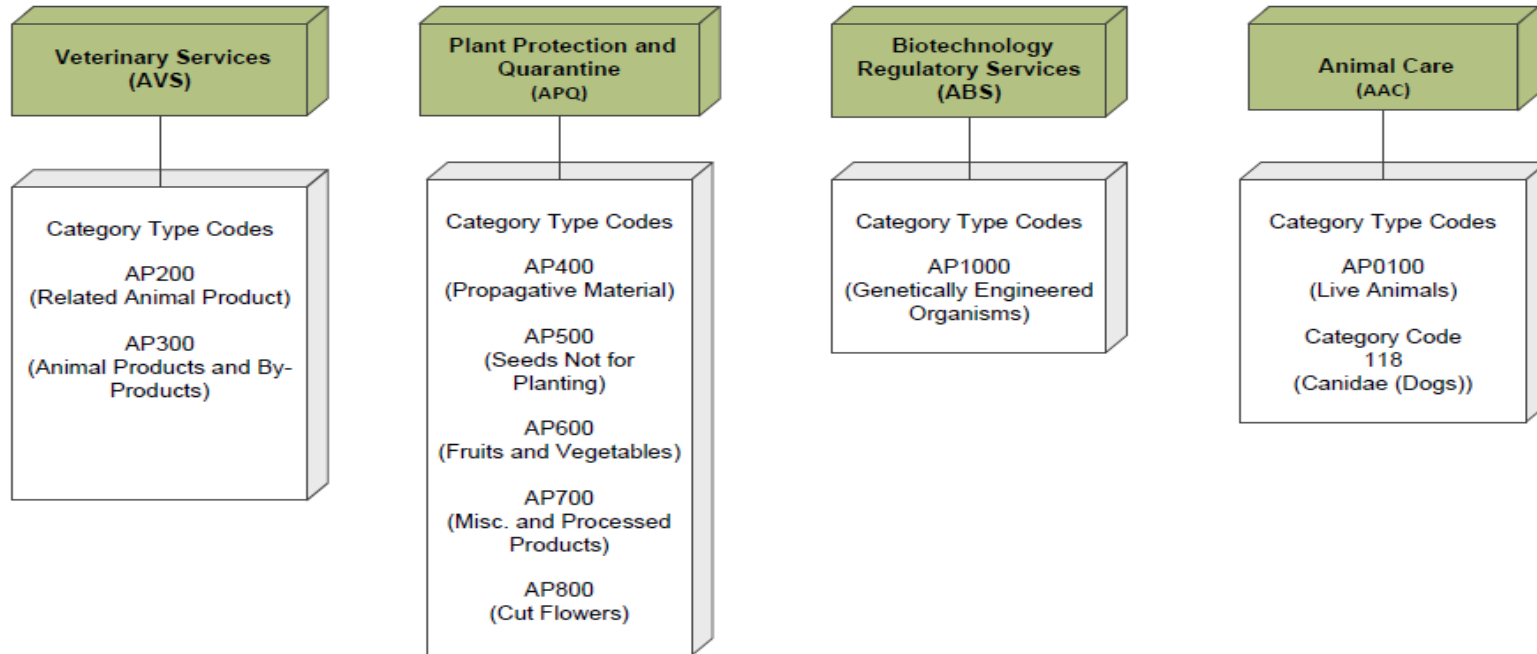 Veterinary Services
(AVS)
Category Type Codes
AP200
(Related Animal Product)
AP300
(Animal Products and By-
Products)
Plant Protection and
Quarantine
(APQ)
Category Type Codes
AP400
(Propagative Material)
AP500
(Seeds Not for
Planting)
AP600
(Fruits and Vegetables)
AP700
(Misc. and Processed
Products)
AP800
(Cut Flowers)
Biotechnology
Regulatory Services
(ABS)
Category Type Codes
AP1000
(Genetically Engineered
Organisms)
Animal Care
(AAC)
Category Type Codes
AP0100
(Live Animals)
Category Code
118
(Canidae (Dogs))